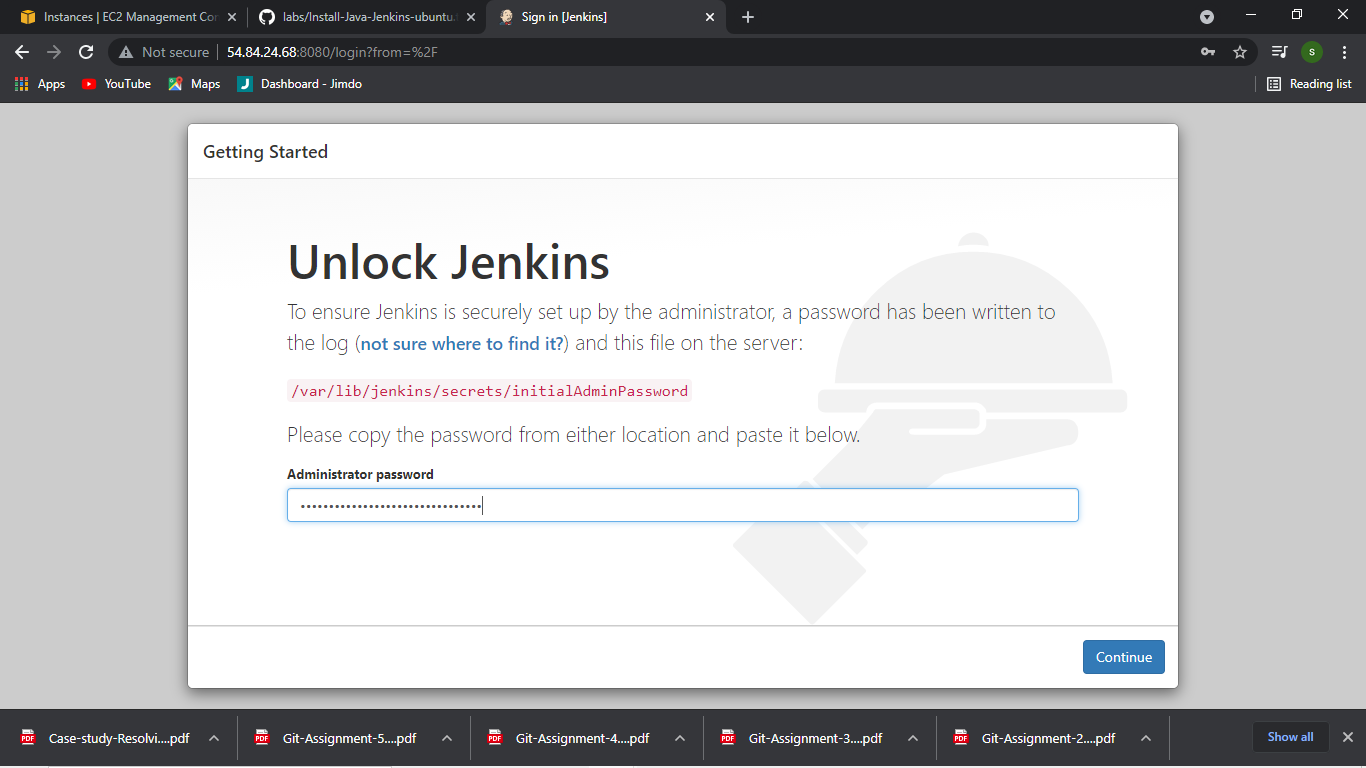 Instances | EC2 Management Con
labs/Install-Java-Jenkins-ubuntu.t
Sign in [Jenkins]
Not secure
54.84.24.68:8080/login?from=%2F
S
Apps
YouTube
Maps
Dashboard - Jimdo
Reading list
Getting Started
Unlock Jenkins
To ensure Jenkins is securely set up by the administrator, a password has been written to
the log (not sure where to find it?) and this file on the server:
/var/lib/jenkins/secrets/initialAdminPassword
Please copy the password from either location and paste it below.
Administrator password
Continue
Case-study-Resolvi....pdf
Git-Assignment-5....pdf
Git-Assignment-4....pdf
Git-Assignment-3....pdf
Git-Assignment-2....pdf
Show all